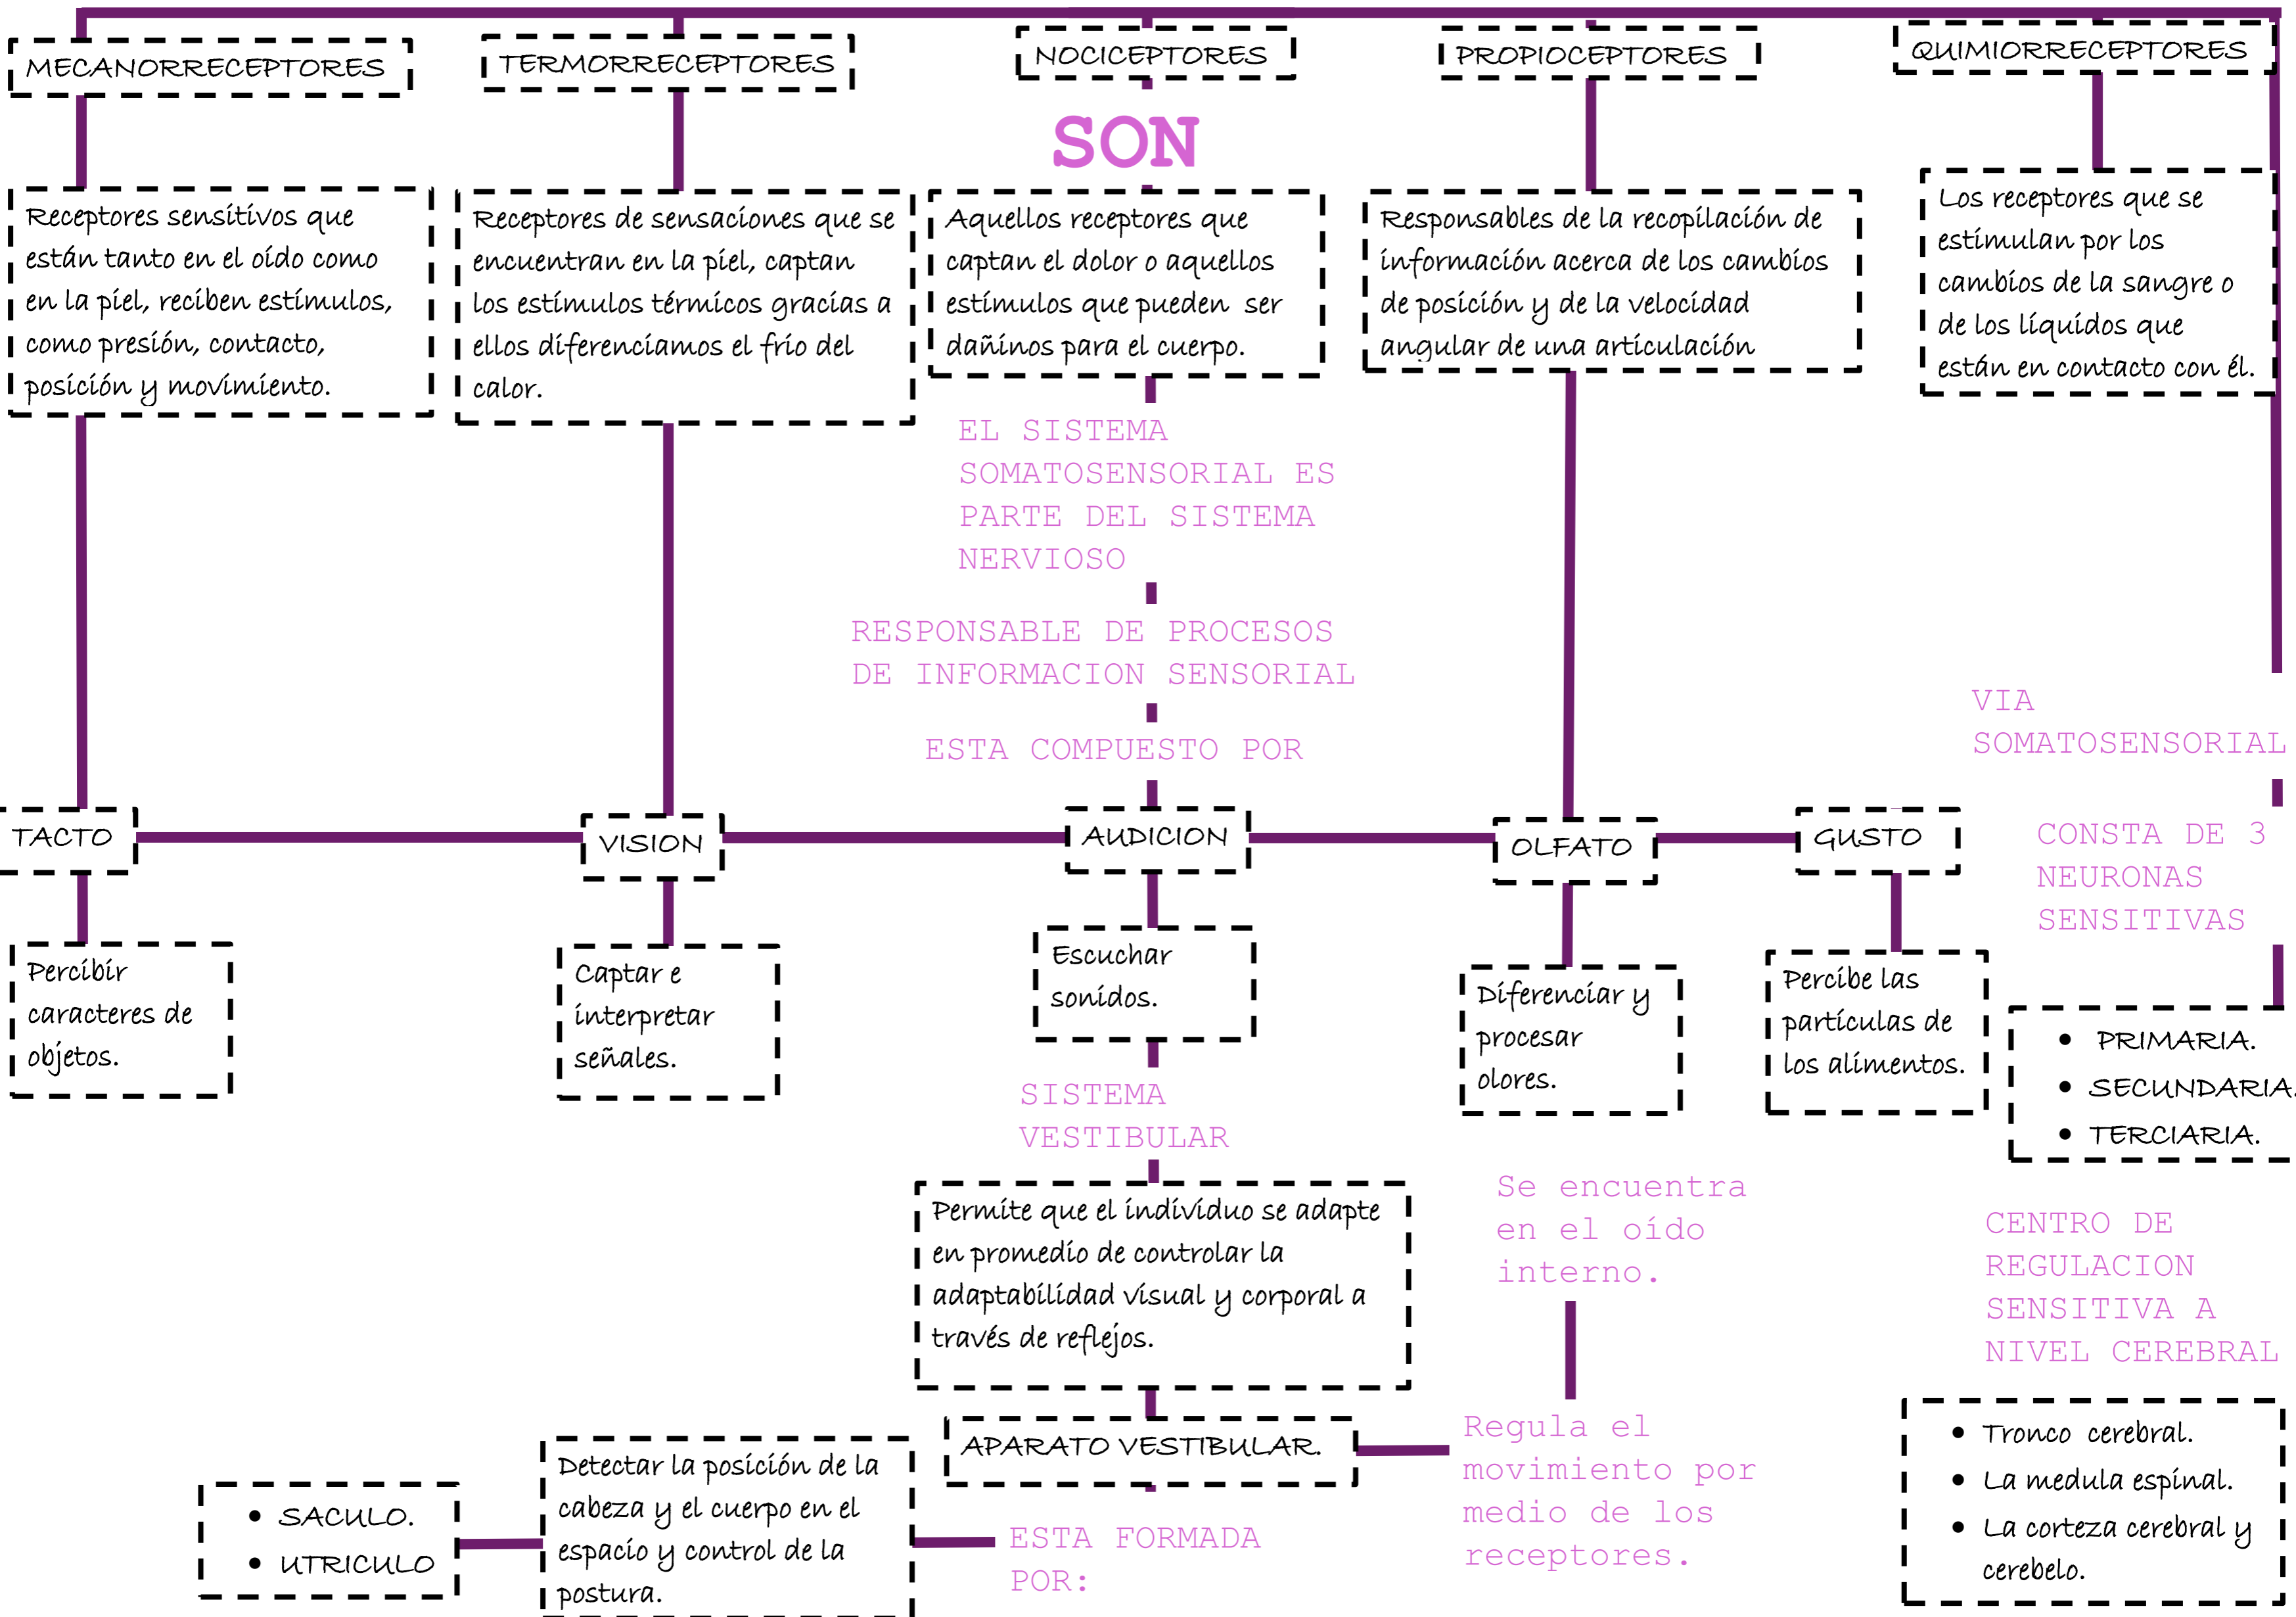 MECANORRECEPTORES
TERMORRECEPTORES
NOCICEPTORES
PROPIOCEPTORES
QUIMIORRECEPTORES
SON
Receptores sensitivos que
están tanto en el oído como
en la piel, reciben estímulos,
como presión, contacto,
posición y movimiento.
Receptores de sensaciones que se
encuentran en la piel, captan
los estímulos térmicos gracias a
ellos diferenciamos el frío del
calor.
Aquellos receptores que
captan el dolor o aquellos
estímulos que pueden ser
dañinos para el cuerpo.
Responsables de la recopilación de
información acerca de los cambios
de posición y de la velocidad
angular de una articulación
Los receptores que se
estimulan por los
cambios de la sangre o
de los líquidos que
están en contacto con él.
EL SISTEMA
SOMATOSENSORIAL ES
PARTE DEL SISTEMA
NERVIOSO
RESPONSABLE DE PROCESOS
DE INFORMACION SENSORIAL
ESTA COMPUESTO POR
VIA
SOMATOSENSORIAL
TACTO
VISION
AUDICION
OLFATO
GUSTO
CONSTA DE 3
NEURONAS
SENSITIVAS
Percibir
caracteres de
objetos.
Captar e
interpretar
señales.
Escuchar
sonidos.
Diferenciar y
procesar
olores.
Percibe las
partículas de
los alimentos.
• PRIMARIA.
• SECUNDARIA.
• TERCIARIA.
SISTEMA
VESTIBULAR
Permite que el individuo se adapte
en promedio de controlar la
adaptabilidad visual y corporal a
través de reflejos.
Se encuentra
en el oído
interno.
CENTRO DE
REGULACION
SENSITIVA A
NIVEL CEREBRAL
APARATO VESTIBULAR.
Regula el
movimiento por
medio de los
receptores.
• Tronco cerebral.
• La medula espinal.
• La corteza cerebral y
cerebelo.
• SACULO.
• UTRICULO
Detectar la posición de la
cabeza y el cuerpo en el
espacio y control de la
postura.
ESTA FORMADA
POR: